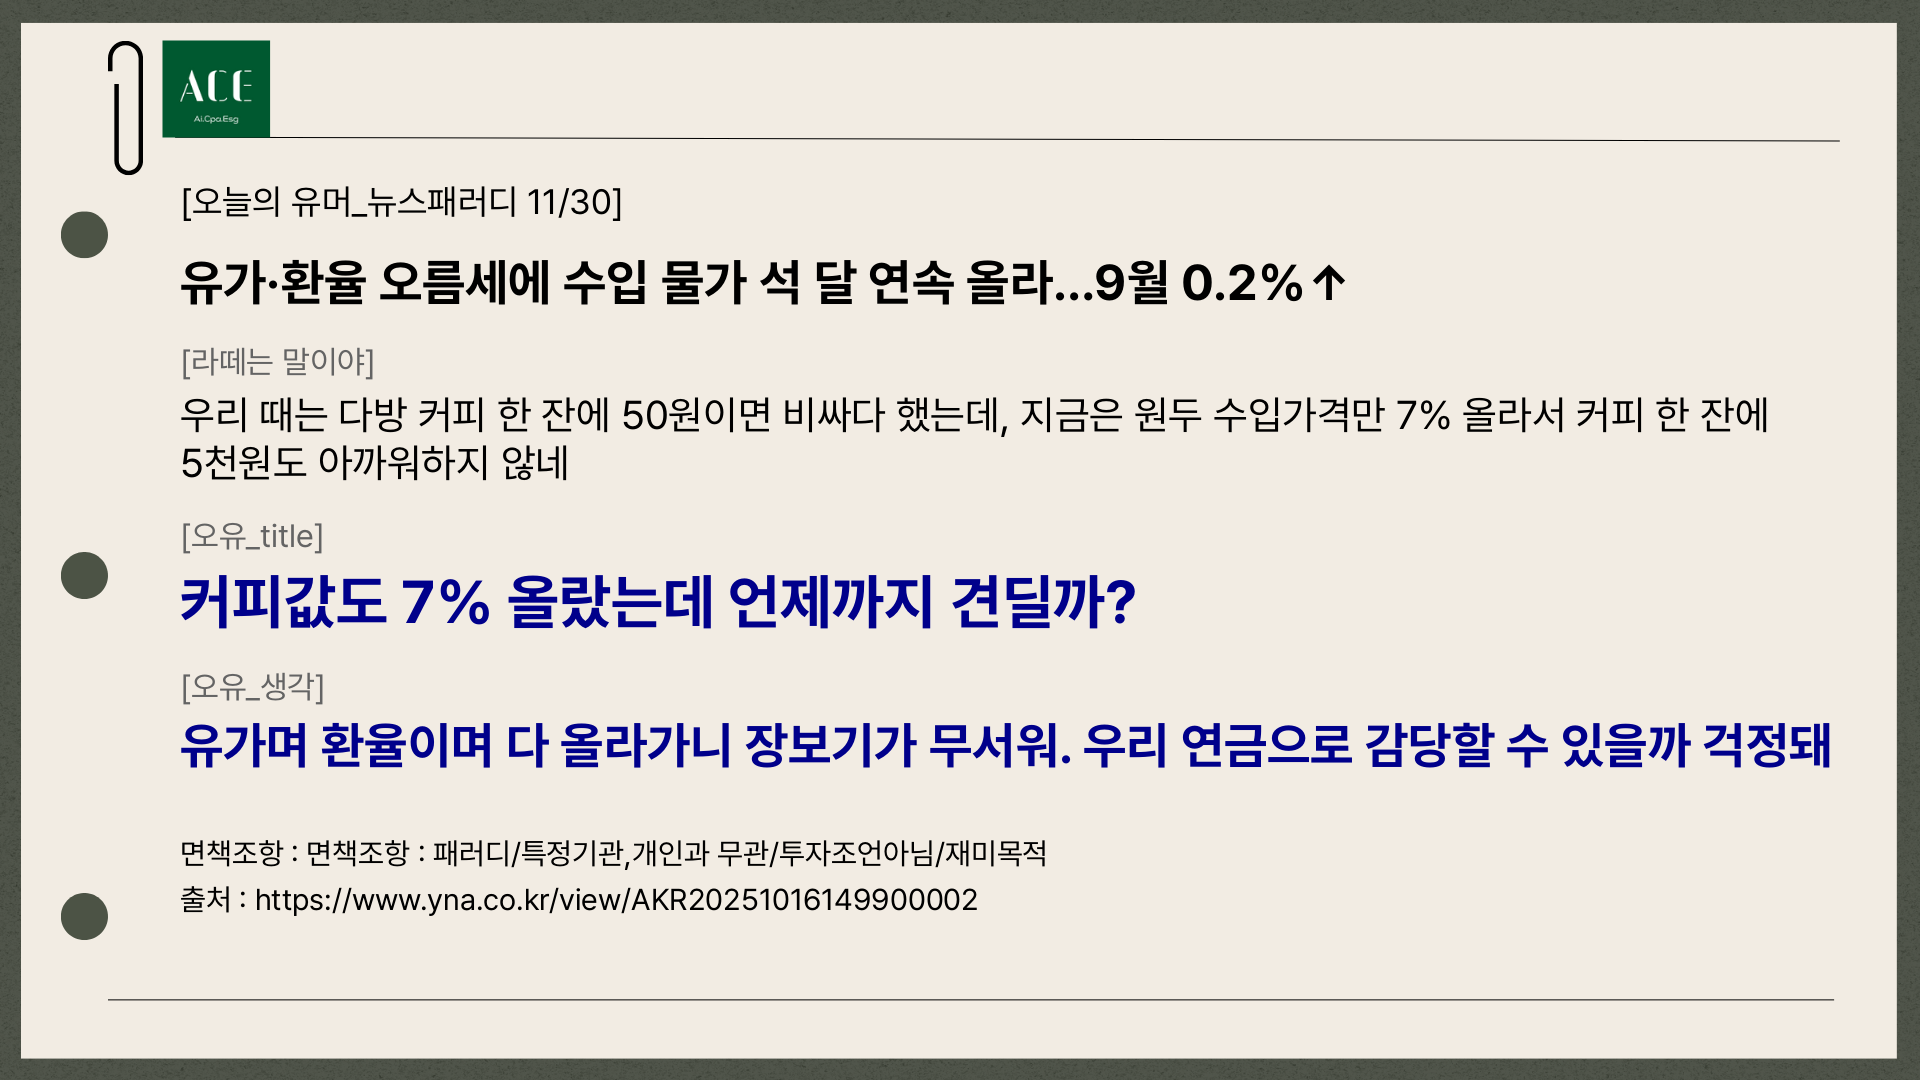 ACE
Ai.Cpa.Esg
[오늘의 유머_뉴스패러디 11/30]
유가·환율 오름세에 수입 물가 석 달 연속 올라...9월 0.2%↑
[라떼는 말이야]
우리 때는 다방 커피 한 잔에 50원이면 비싸다 했는데, 지금은 원두 수입가격만 7% 올라서 커피 한 잔에
5천원도 아까워하지 않네
[오유_title]
커피값도 7% 올랐는데 언제까지 견딜까?
[오유_생각]
유가며 환율이며 다 올라가니 장보기가 무서워. 우리 연금으로 감당할 수 있을까 걱정돼
면책조항 : 면책조항 : 패러디/특정기관,개인과 무관/투자조언아님/재미목적
출처 : https://www.yna.co.kr/view/AKR20251016149900002